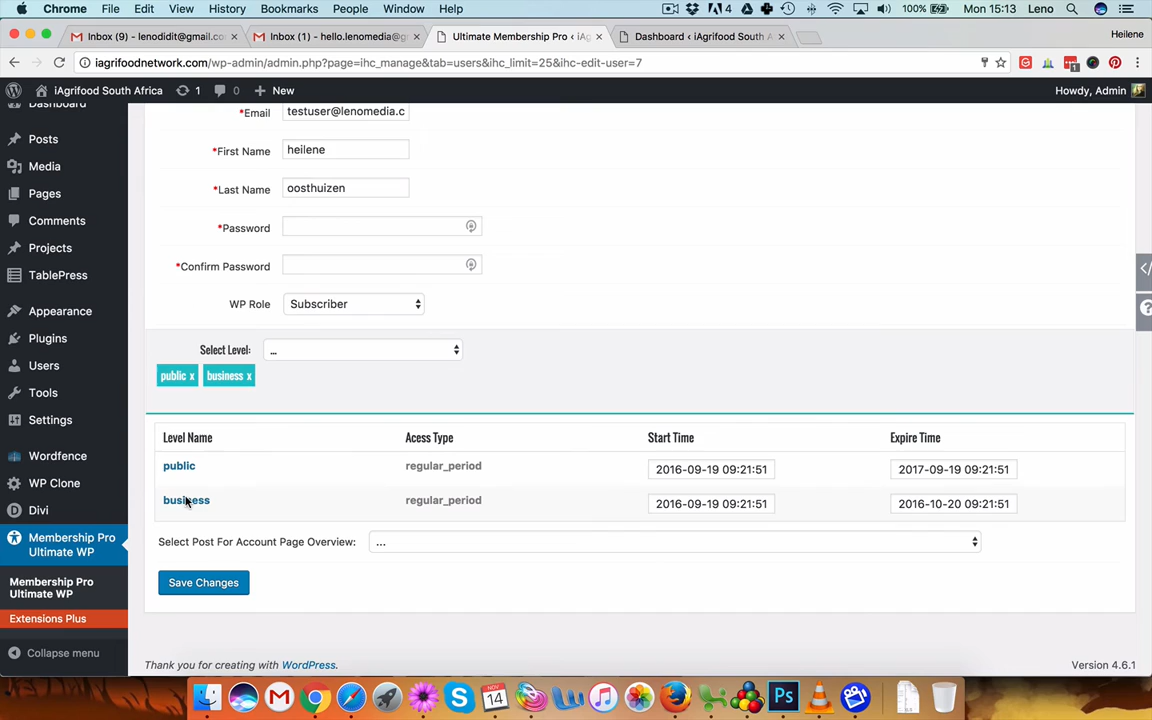 Chrome File Edit View History Bookmarks People Window Help 4 100% Mon 15:13 Leno
Inbox (9) - lenodidit@gmail.co
Inbox (1) - hello.lenomedia@g
Ultimate Membership Pro ‹ iAg
Dashboard ‹ iAgrifood South A
Heilene
iagrifoodnetwork.com/wp-admin/admin.php?page=ihc_manage&tab=users&ihc_limit=25&ihc-edit-user=7
iAgrifood South Africa 1 0 + New Howdy, Admin
Dashboard
Posts
Media
Pages
Comments
Projects
TablePress
Appearance
Plugins
Users
Tools
Settings
Wordfence
WP Clone
Divi
Membership Pro
Ultimate WP
Membership Pro
Ultimate WP
Extensions Plus
Collapse menu
*Email testuser@lenomedia.c
*First Name heilene
*Last Name oosthuizen
*Password
*Confirm Password
WP Role Subscriber
Select Level: ...
public x business x
Level Name Acess Type Start Time Expire Time
public regular_period 2016-09-19 09:21:51 2017-09-19 09:21:51
business regular_period 2016-09-19 09:21:51 2016-10-20 09:21:51
Select Post For Account Page Overview: ...
Save Changes
Thank you for creating with WordPress. Version 4.6.1
NOV
14
Ps